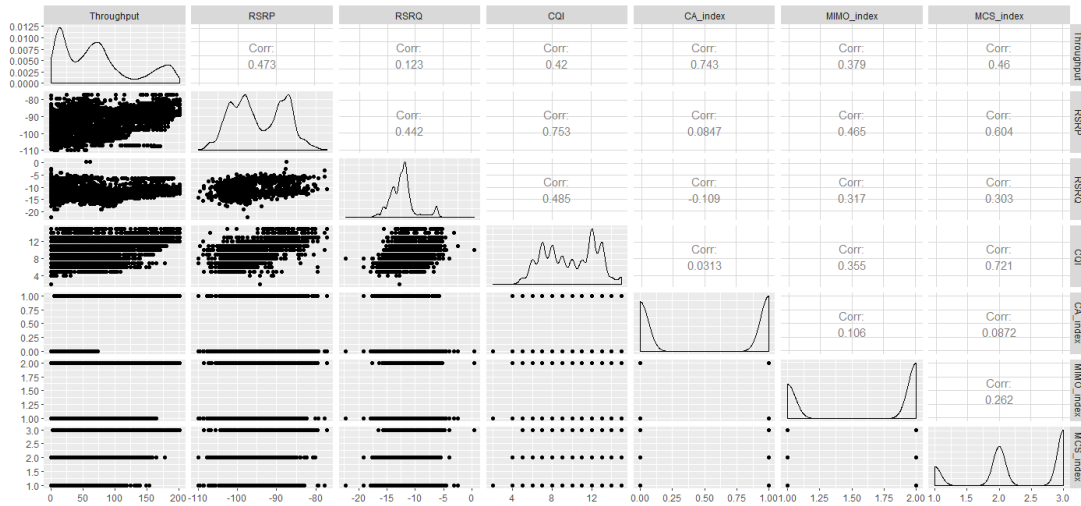 Throughput RSRP RSRQ CQI CA_index MIMO_index MCS_index
0.0125
0.0100
0.0075
0.0050
0.0025
0.0000
Corr: Corr: Corr: Corr: Corr: Corr:
0.473 0.123 0.42 0.743 0.379 0.46
Throughput
-80
-90
-100
-110
Corr: Corr: Corr: Corr: Corr:
0.442 0.753 0.0847 0.465 0.604
RSRP
0
-5
-10
-15
-20
Corr: Corr: Corr: Corr:
0.485 -0.109 0.317 0.303
RSRQ
12
8
4
Corr: Corr: Corr:
0.0313 0.355 0.721
CQI
1.00
0.75
0.50
0.25
0.00
Corr: Corr:
0.106 0.0872
CA_index
2.00
1.75
1.50
1.25
1.00
Corr:
0.262
MIMO_index
3.0
2.5
2.0
1.5
1.0
MCS_index
0 50 100 150 200 -110 -100 -90 -80 -20 -15 -10 -5 0 4 8 12 0.00 0.25 0.50 0.75 1.00 1.00 1.25 1.50 1.75 2.00 1.0 1.5 2.0 2.5 3.0